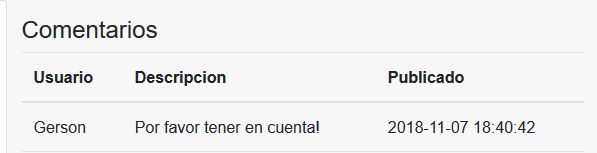 Comentarios
Usuario Descripcion Publicado
Gerson Por favor tener en cuenta! 2018-11-07 18:40:42